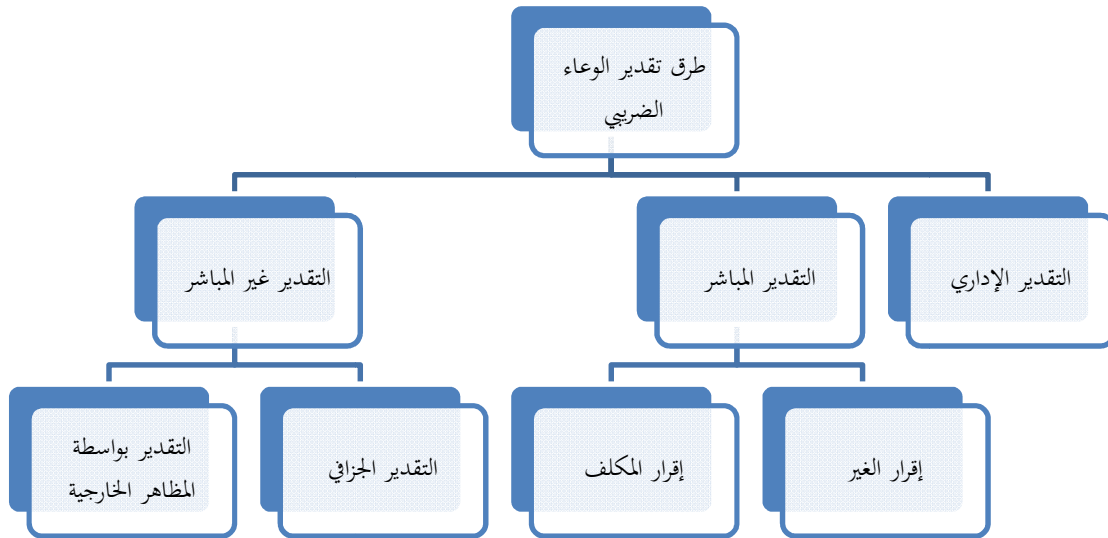 طرق تقدير الوعاء
الضريبي
التقدير الإداري
التقدير المباشر
التقدير غير المباشر
إقرار الغير
إقرار المكلف
التقدير الجزافي
التقدير بواسطة
المظاهر الخارجية